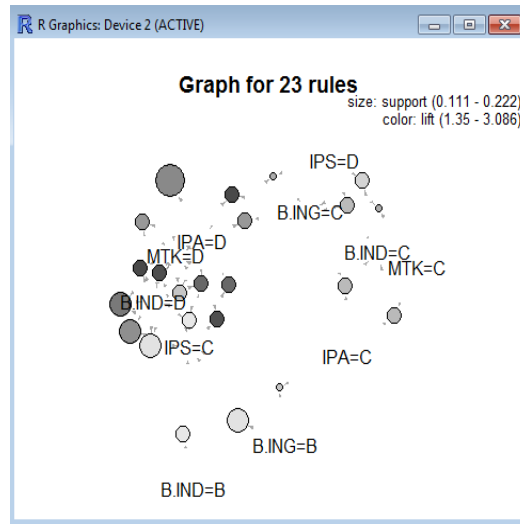 R Graphics: Device 2 (ACTIVE)
Graph for 23 rules
size: support (0.111 - 0.222)
color: lift (1.35 - 3.086)
IPS=D
B.ING=C
IPA=D
B.IND=C
MTK=D
MTK=C
B.IND=D
IPS=C
IPA=C
B.ING=B
B.IND=B